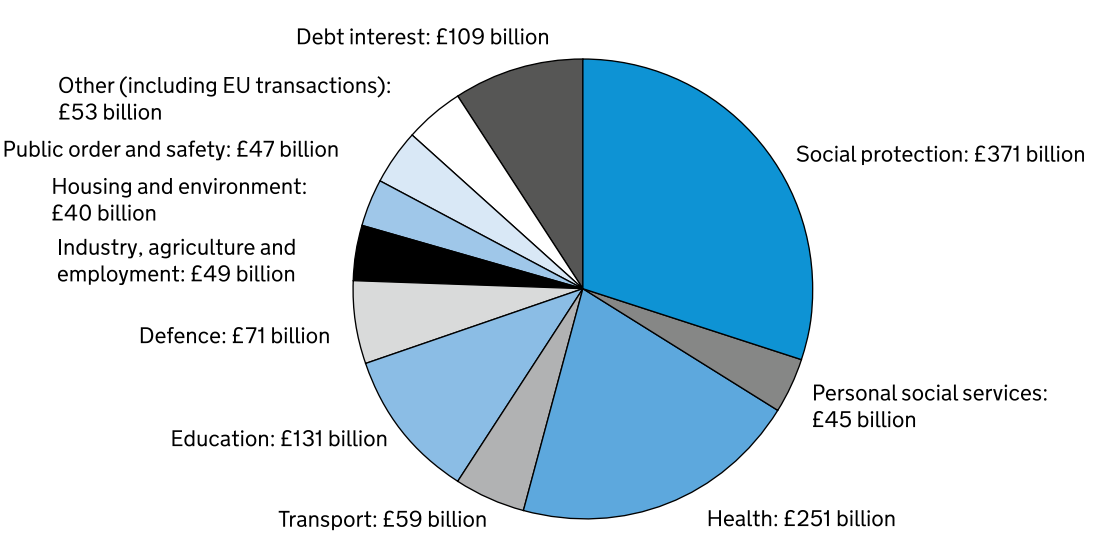 Debt interest: £109 billion
Other (including EU transactions):
£53 billion
Public order and safety: £47 billion
Social protection: £371 billion
Housing and environment:
£40 billion
Industry, agriculture and
employment: £49 billion
Defence: £71 billion
Personal social services:
£45 billion
Education: £131 billion
Transport: £59 billion
Health: £251 billion